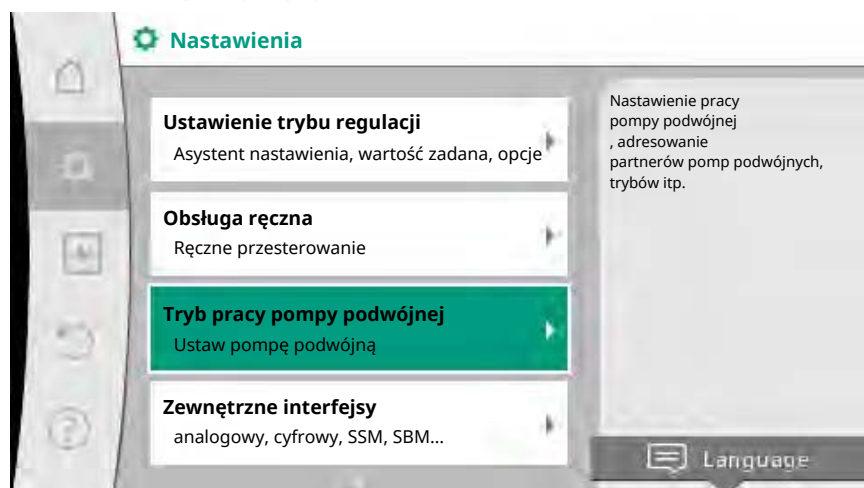 Nastawienia
Ustawienie trybu regulacji
Asystent nastawienia, wartość zadana, opcje
Obsługa ręczna
Ręczne przesterowanie
Tryb pracy pompy podwójnej
Ustaw pompę podwójną
Zewnętrzne interfejsy
analogowy, cyfrowy, SSM, SBM...
Nastawienie pracy
pompy podwójnej
, adresowanie
partnerów pomp podwójnych,
trybów itp.
Language